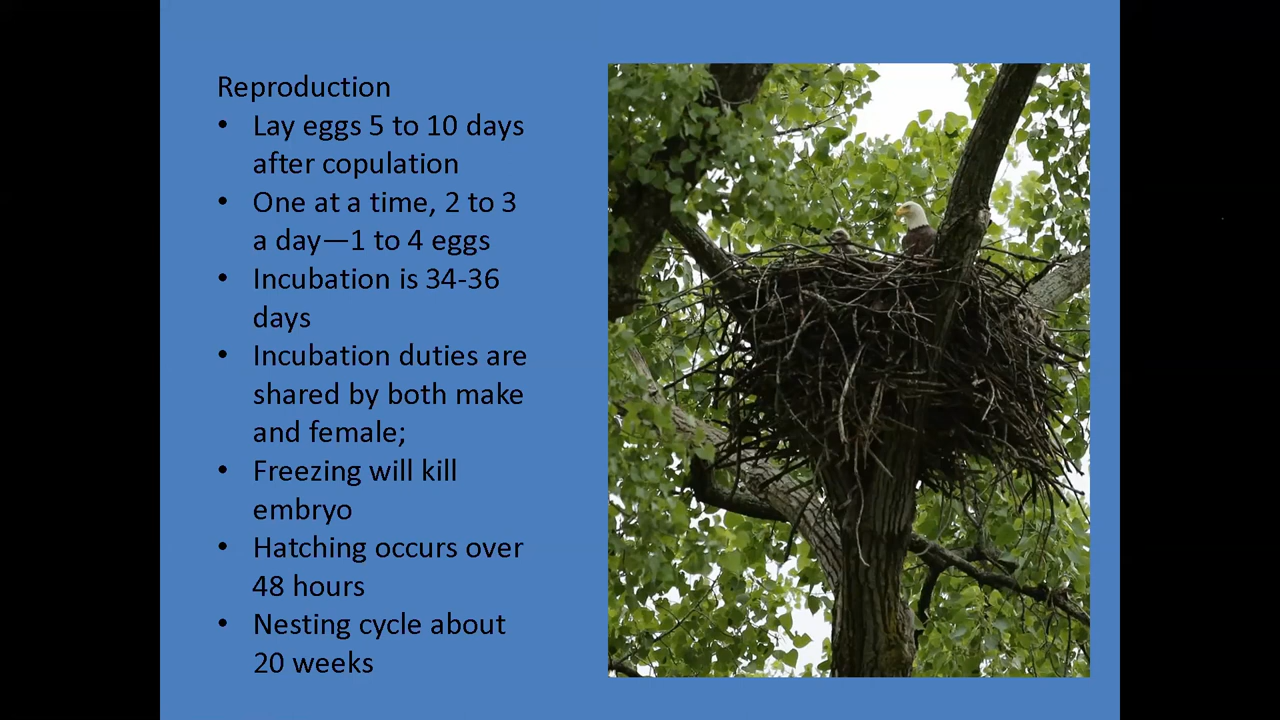 Reproduction
• Lay eggs 5 to 10 days
after copulation
• One at a time, 2 to 3
a day—1 to 4 eggs
• Incubation is 34-36
days
• Incubation duties are
shared by both make
and female;
• Freezing will kill
embryo
• Hatching occurs over
48 hours
• Nesting cycle about
20 weeks